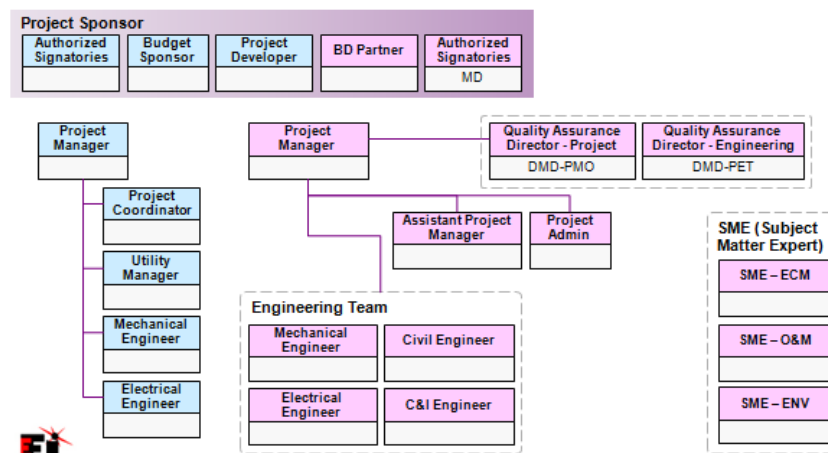 Project Sponsor
Authorized
Signatories
Budget
Sponsor
Project
Developer
BD Partner
Authorized
Signatories
MD
Project
Manager
Project
Manager
Quality Assurance
Director - Project
DMD-PMO
Quality Assurance
Director - Engineering
DMD-PET
Project
Coordinator
Utility
Manager
Mechanical
Engineer
Electrical
Engineer
Assistant Project
Manager
Project
Admin
Engineering Team
Mechanical
Engineer
Civil Engineer
Electrical
Engineer
C&I Engineer
SME (Subject
Matter Expert)
SME – ECM
SME – O&M
SME – ENV